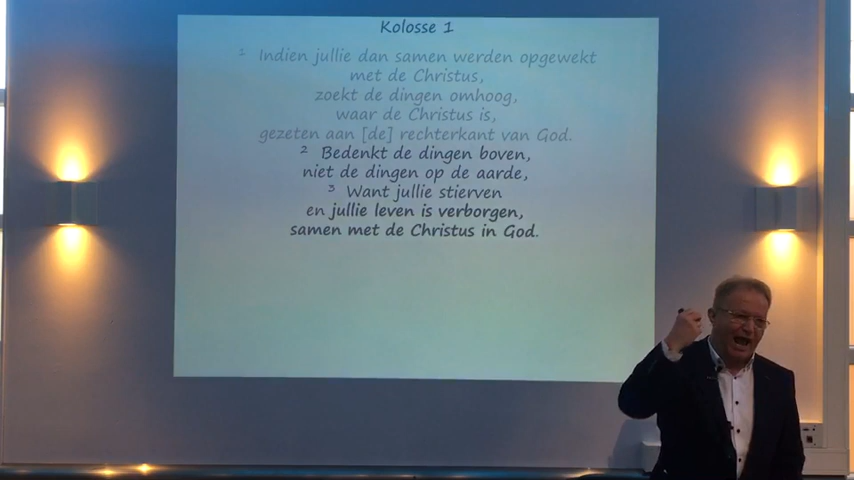 Kolosse 1
1 Indien jullie dan samen werden opgewekt
met de Christus,
zoekt de dingen omhoog,
waar de Christus is,
gezeten aan [de] rechterkant van God.
2 Bedenkt de dingen boven,
niet de dingen op de aarde,
3 Want jullie stierven
en jullie leven is verborgen,
samen met de Christus in God.